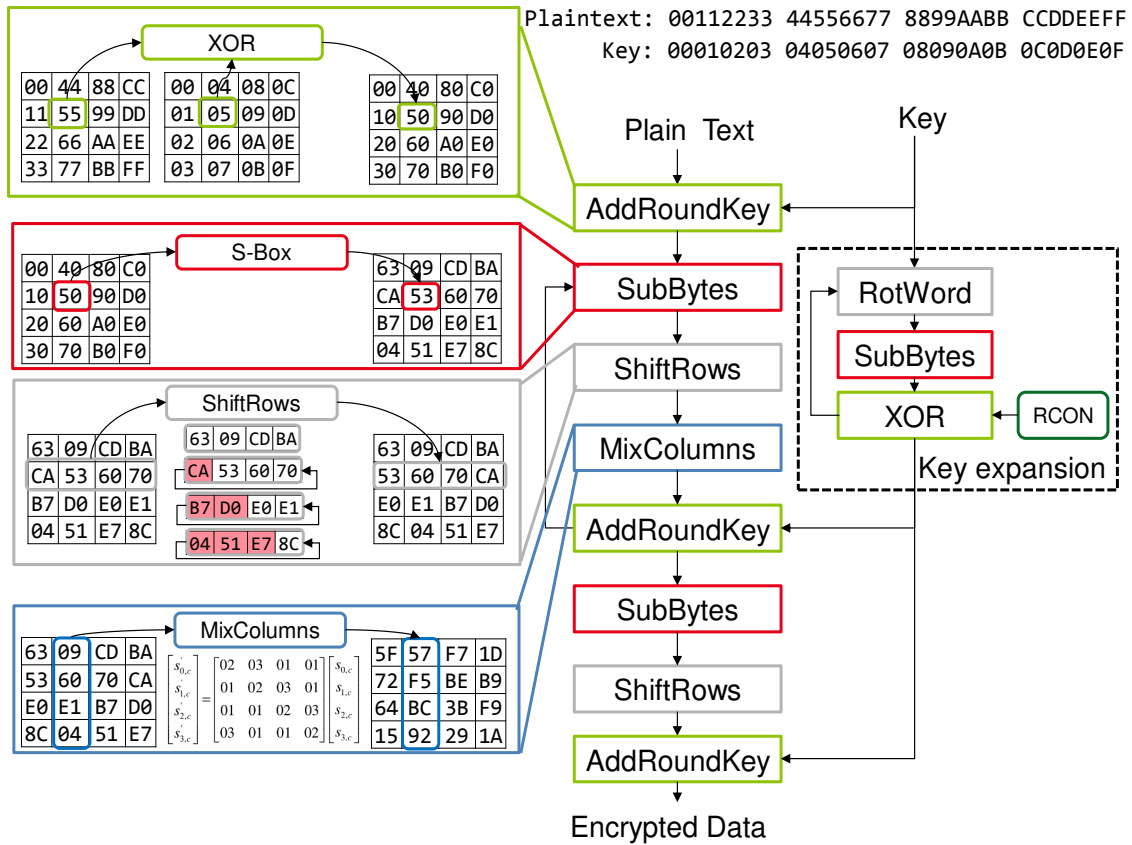 Plaintext: 00112233 44556677 8899AABB CCDDEEFF
Key: 00010203 04050607 08090A0B 0C0D0E0F
XOR
00 44 88 CC
11 55 99 DD
22 66 AA EE
33 77 BB FF
00 04 08 0C
01 05 09 0D
02 06 0A 0E
03 07 0B 0F
00 40 80 C0
10 50 90 D0
20 60 A0 E0
30 70 B0 F0
S-Box
00 40 80 C0
10 50 90 D0
20 60 A0 E0
30 70 B0 F0
63 09 CD BA
CA 53 60 70
B7 D0 E0 E1
04 51 E7 8C
ShiftRows
63 09 CD BA
CA 53 60 70
B7 D0 E0 E1
04 51 E7 8C
63 09 CD BA
CA 53 60 70
B7 D0 E0 E1
04 51 E7 8C
63 09 CD BA
53 60 70 CA
E0 E1 B7 D0
8C 04 51 E7
MixColumns
63 09 CD BA
53 60 70 CA
E0 E1 B7 D0
8C 04 51 E7
s'0,c
s'1,c
s'2,c
s'3,c
=
02 03 01 01
01 02 03 01
01 01 02 03
03 01 01 02
s0,c
s1,c
s2,c
s3,c
5F 57 F7 1D
72 F5 BE B9
64 BC 3B F9
15 92 29 1A
Plain Text
AddRoundKey
SubBytes
ShiftRows
MixColumns
AddRoundKey
SubBytes
ShiftRows
AddRoundKey
Encrypted Data
Key
RotWord
SubBytes
XOR
RCON
Key expansion